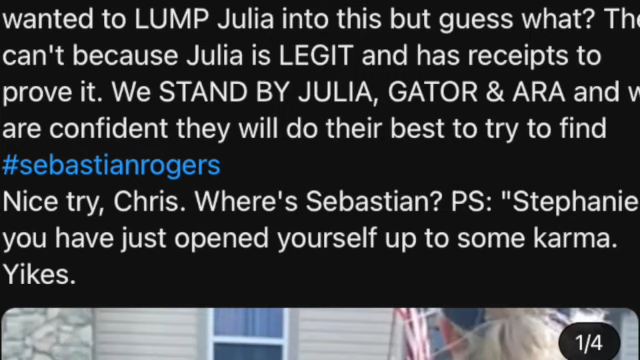 wanted to LUMP Julia into this but guess what?
can't because Julia is LEGIT and has receipts to
prove it. We STAND BY JULIA, GATOR & ARA and
are confident they will do their best to try to find
#sebastianrogers
Nice try, Chris. Where's Sebastian? PS: "Stephanie
you have just opened yourself up to some karma.
Yikes.
1/4